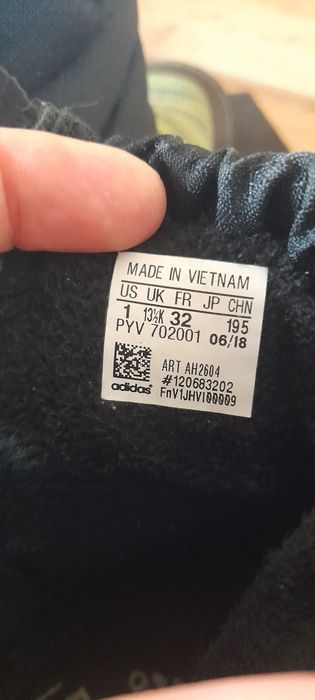 MADE IN VIETNAM
US UK FR JP CHN
1 13½K 32 195
PYV 702001 06/18
ART AH2604
#120683202
adidas FnV1JHVI00009